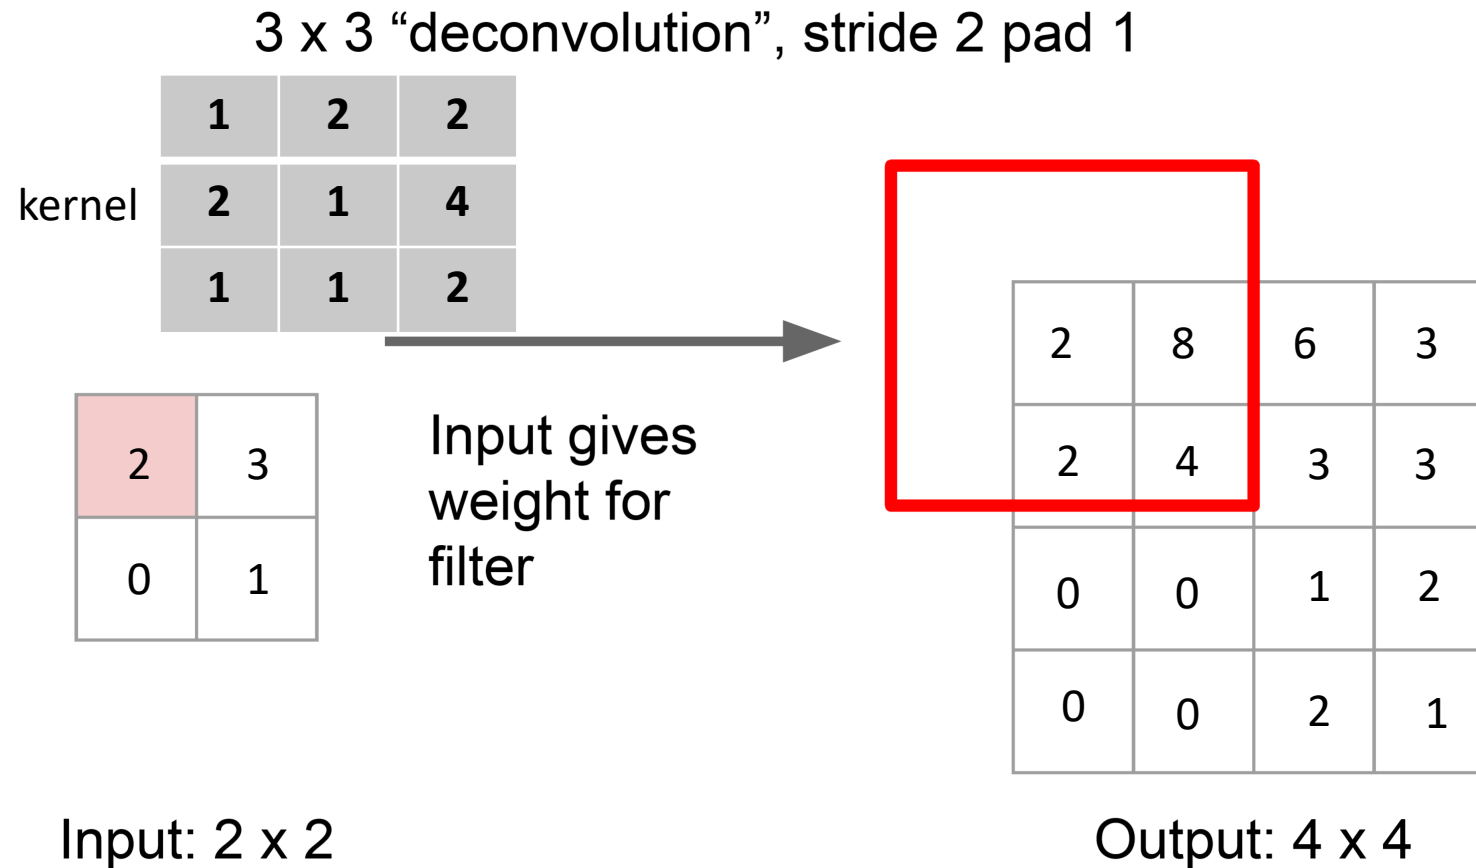 3 x 3 “deconvolution”, stride 2 pad 1
1 2 2
kernel 2 1 4
1 1 2
2 3
0 1
Input gives
weight for
filter
2 8 6 3
2 4 3 3
0 0 1 2
0 0 2 1
Input: 2 x 2
Output: 4 x 4